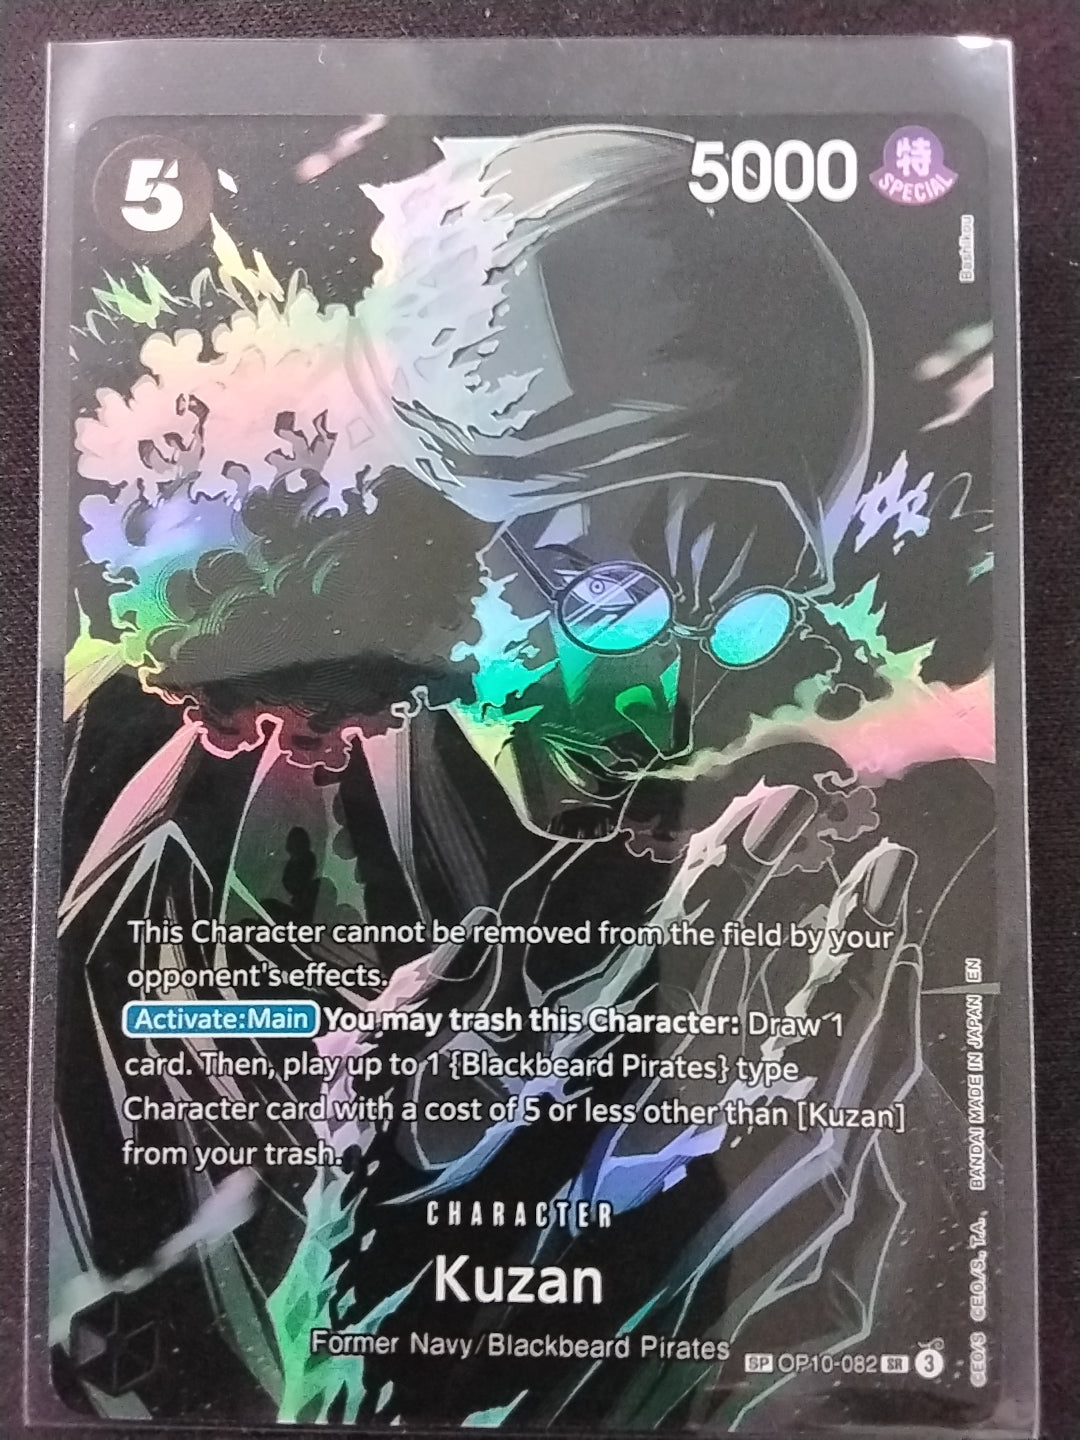 5
5000
特
SPECIAL
Bashikou
This Character cannot be removed from the field by your
opponent's effects.
Activate:Main You may trash this Character: Draw 1
card. Then, play up to 1 {Blackbeard Pirates} type
Character card with a cost of 5 or less other than [Kuzan]
from your trash.
CHARACTER
Kuzan
Former Navy/Blackbeard Pirates
SP OP10-082 SR 3
©EO/S ©E.O./S., T.A. BANDAI MADE IN JAPAN EN